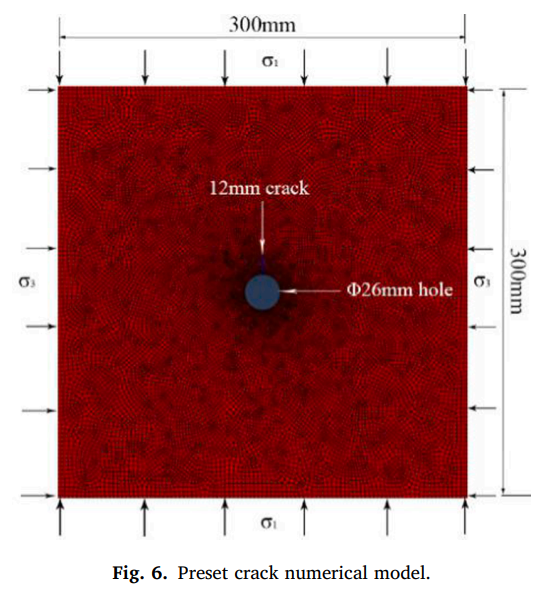 300mm
σ₁
12mm crack
σ₃
Φ26mm hole
σ₃
300mm
σ₁
Fig. 6. Preset crack numerical model.